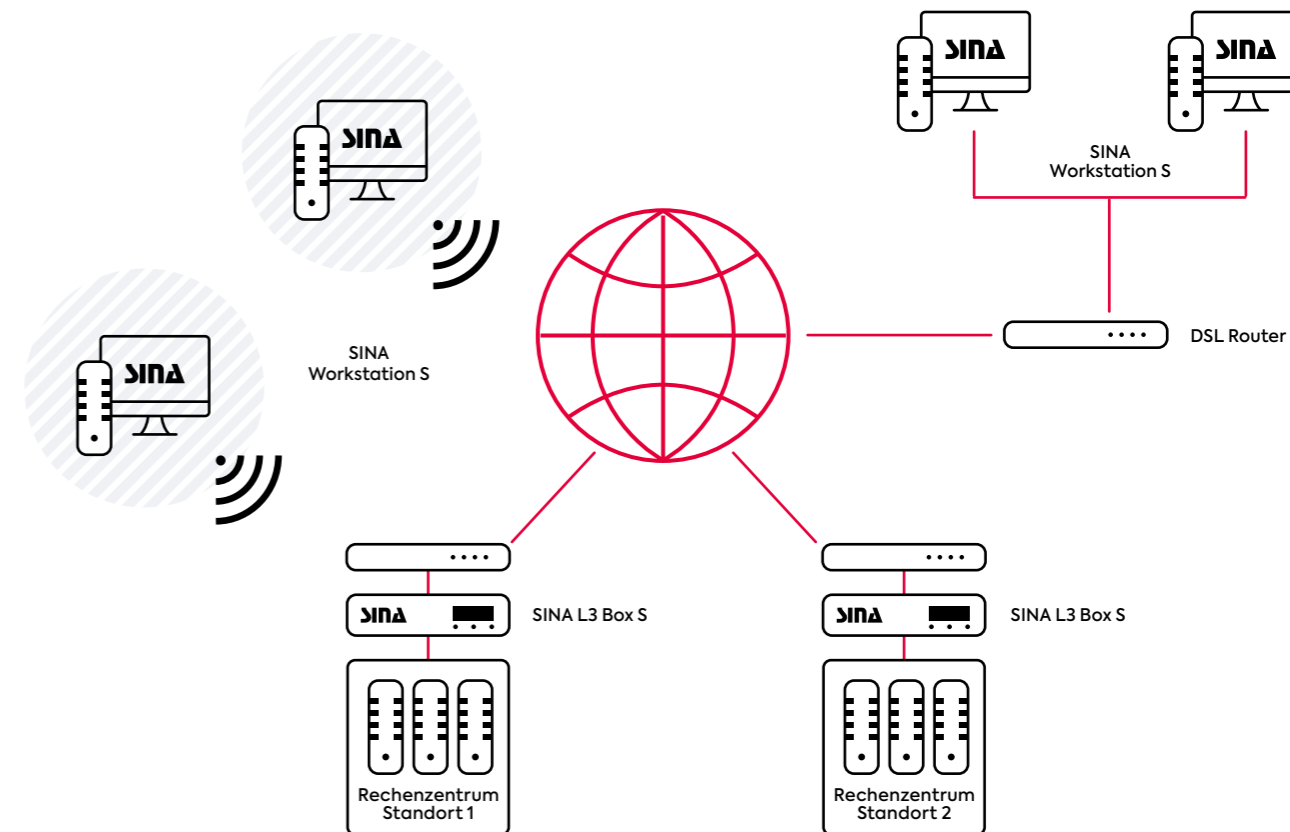 SINA
SINA
SINA
SINA
Workstation S
SINA
SINA
Workstation S
DSL Router
SINA
SINA L3 Box S
SINA
SINA L3 Box S
Rechenzentrum
Standort 1
Rechenzentrum
Standort 2